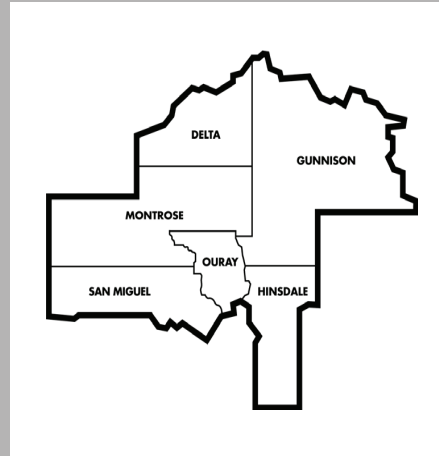 DELTA
GUNNISON
MONTROSE
OURAY
SAN MIGUEL
HINSDALE